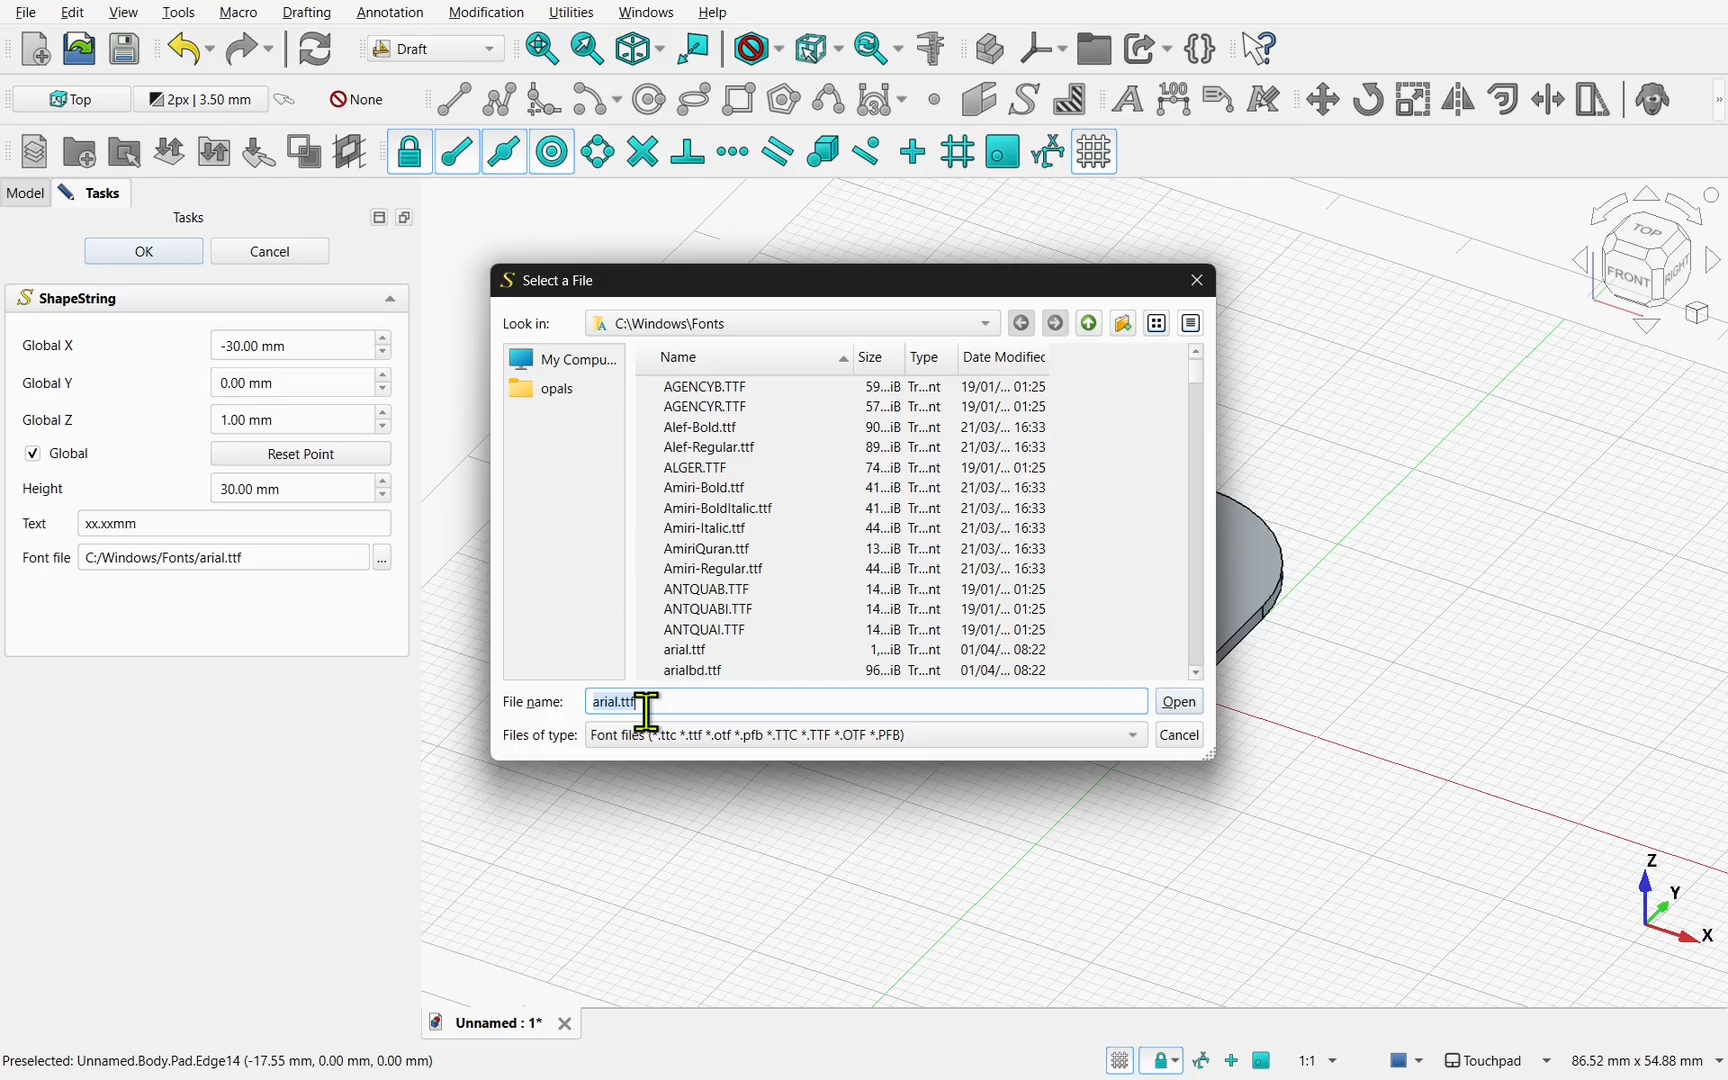 File Edit View Tools Macro Drafting Annotation Modification Utilities Windows Help
Draft
Top 2px | 3.50 mm None
Model Tasks
Tasks
OK Cancel
ShapeString
Global X -30.00 mm
Global Y 0.00 mm
Global Z 1.00 mm
Global Reset Point
Height 30.00 mm
Text xx.xxmm
Font file C:/Windows/Fonts/arial.ttf ...
Select a File
Look in: C:\Windows\Fonts
My Compu...
opals
Name Size Type Date Modified
AGENCYB.TTF 59...iB Tr...nt 19/01/... 01:25
AGENCYR.TTF 57...iB Tr...nt 19/01/... 01:25
Alef-Bold.ttf 90...iB Tr...nt 21/03/... 16:33
Alef-Regular.ttf 89...iB Tr...nt 21/03/... 16:33
ALGER.TTF 74...iB Tr...nt 19/01/... 01:25
Amiri-Bold.ttf 41...iB Tr...nt 21/03/... 16:33
Amiri-BoldItalic.ttf 41...iB Tr...nt 21/03/... 16:33
Amiri-Italic.ttf 44...iB Tr...nt 21/03/... 16:33
AmiriQuran.ttf 13...iB Tr...nt 21/03/... 16:33
Amiri-Regular.ttf 44...iB Tr...nt 21/03/... 16:33
ANTQUAB.TTF 14...iB Tr...nt 19/01/... 01:25
ANTQUABI.TTF 14...iB Tr...nt 19/01/... 01:25
ANTQUAI.TTF 14...iB Tr...nt 19/01/... 01:25
arial.ttf 1,...iB Tr...nt 01/04/... 08:22
arialbd.ttf 96...iB Tr...nt 01/04/... 08:22
File name: arial.ttf Open
Files of type: Font files (*.ttc *.ttf *.otf *.pfb *.TTC *.TTF *.OTF *.PFB) Cancel
TOP
FRONT RIGHT
Z
Y
X
Unnamed : 1*
Preselected: Unnamed.Body.Pad.Edge14 (-17.55 mm, 0.00 mm, 0.00 mm) 1:1 Touchpad 86.52 mm x 54.88 mm